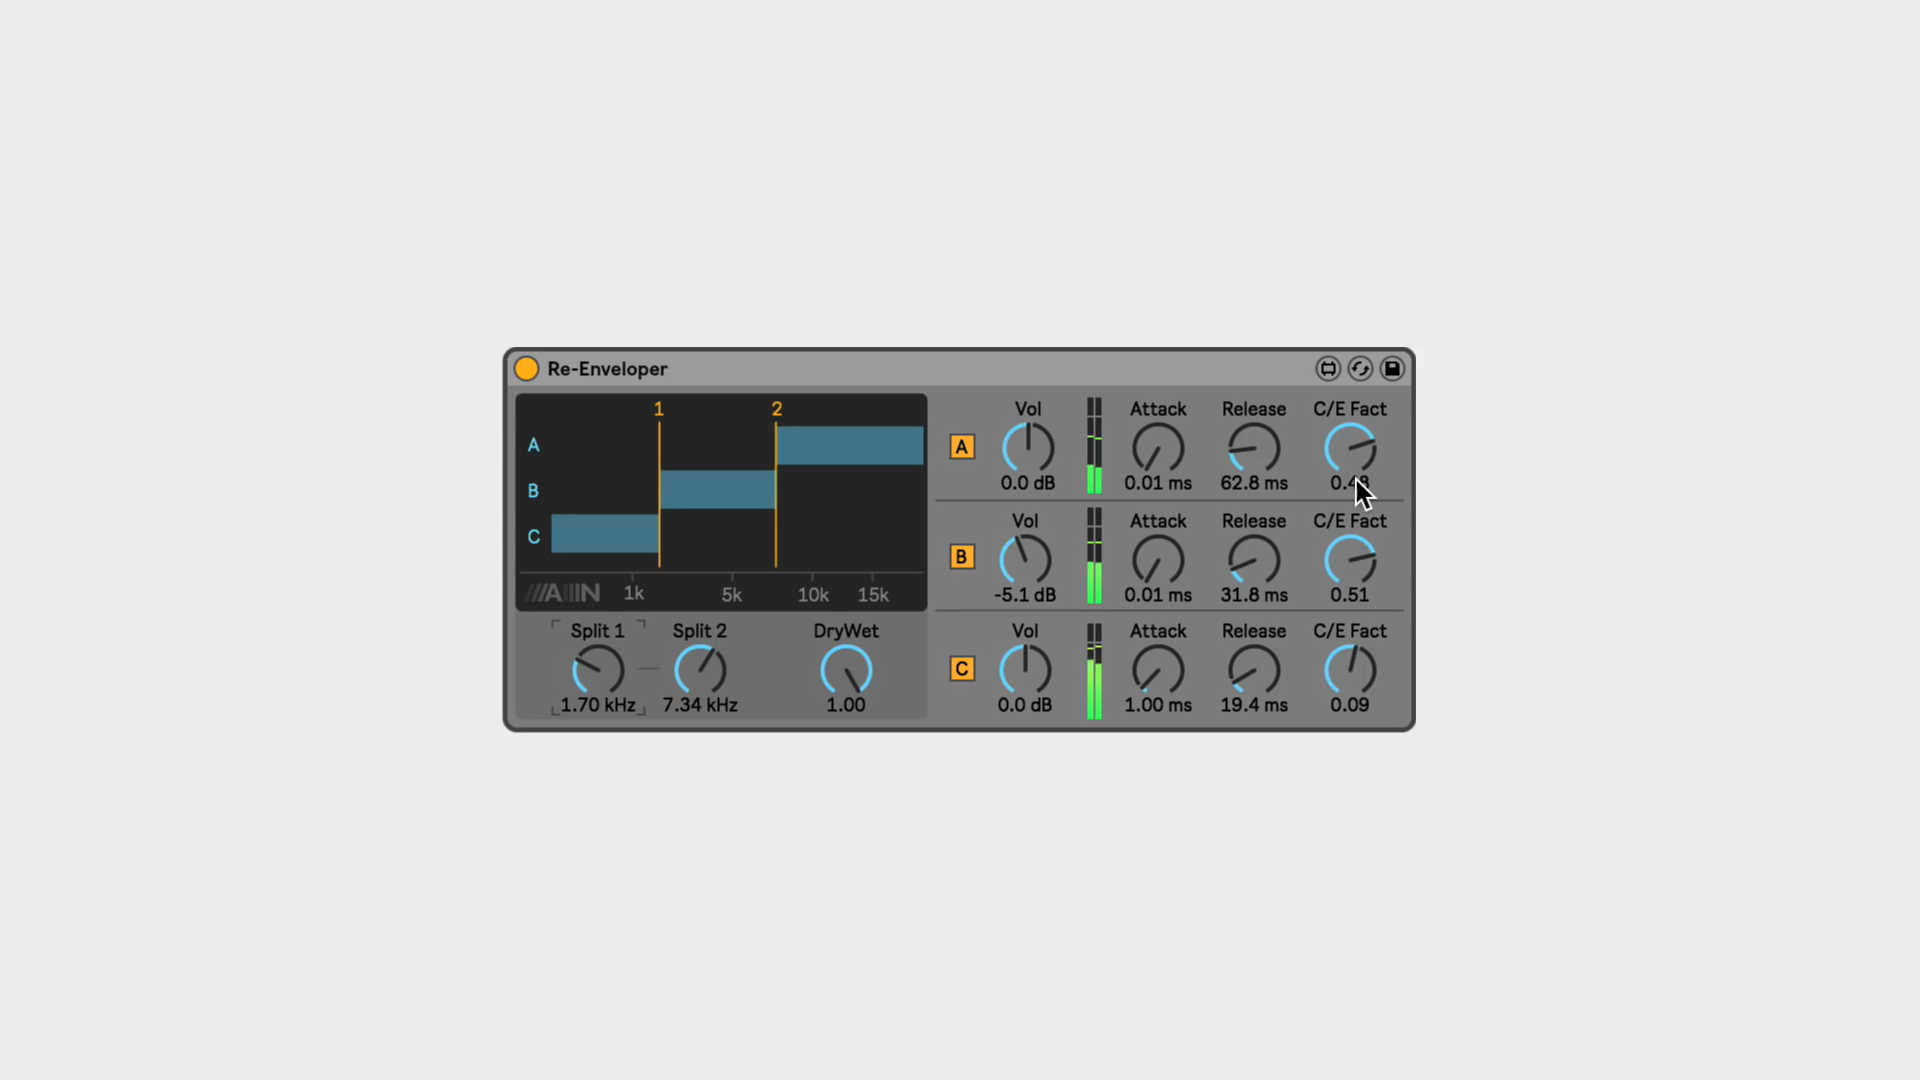 Re-Enveloper
1 2
A
B
C
1k 5k 10k 15k
Split 1 Split 2 DryWet
1.70 kHz 7.34 kHz 1.00
A Vol Attack Release C/E Fact
0.0 dB 0.01 ms 62.8 ms
B Vol Attack Release C/E Fact
-5.1 dB 0.01 ms 31.8 ms 0.51
C Vol Attack Release C/E Fact
0.0 dB 1.00 ms 19.4 ms 0.09